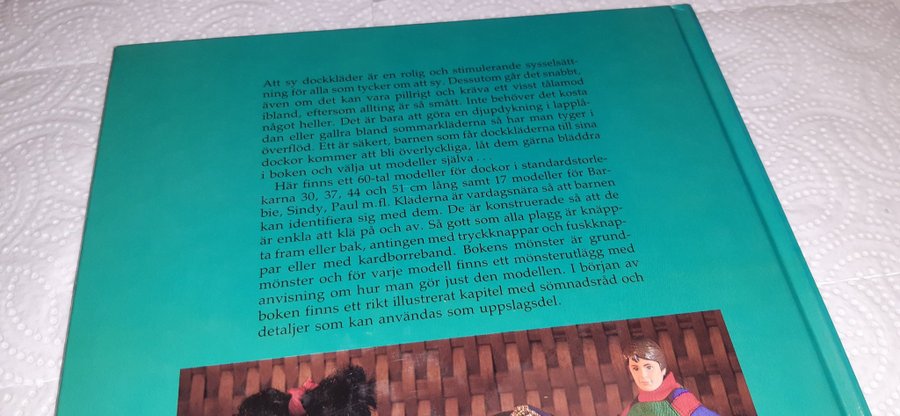 Att sy dockkläder är en rolig och stimulerande sysselsätt-
ning för alla som tycker om att sy. Dessutom går det snabbt,
även om det kan vara pillrigt och kräva ett visst tålamod
ibland, eftersom allting är så smått. Inte behöver det kosta
något heller. Det är bara att göra en djupdykning i lapplå-
dan eller gallra bland sommarkläderna så har man tyger i
överflöd. Ett är säkert, barnen som får dockkläderna till sina
dockor kommer att bli överlyckliga, låt dem gärna bläddra
i boken och välja ut modeller själva . . .
Här finns ett 60-tal modeller för dockor i standardstorle-
karna 30, 37, 44 och 51 cm lång samt 17 modeller för Bar-
bie, Sindy, Paul m.fl. Kläderna är vardagsnära så att barnen
kan identifiera sig med dem. De är konstruerade så att de
är enkla att klä på och av. Så gott som alla plagg är knäpp-
ta fram eller bak, antingen med tryckknappar och fuskknap-
par eller med kardborreband. Bokens mönster är grund-
mönster och för varje modell finns ett mönsterutlägg med
anvisning om hur man gör just den modellen. I början av
boken finns ett rikt illustrerat kapitel med sömnadsråd och
detaljer som kan användas som uppslagsdel.